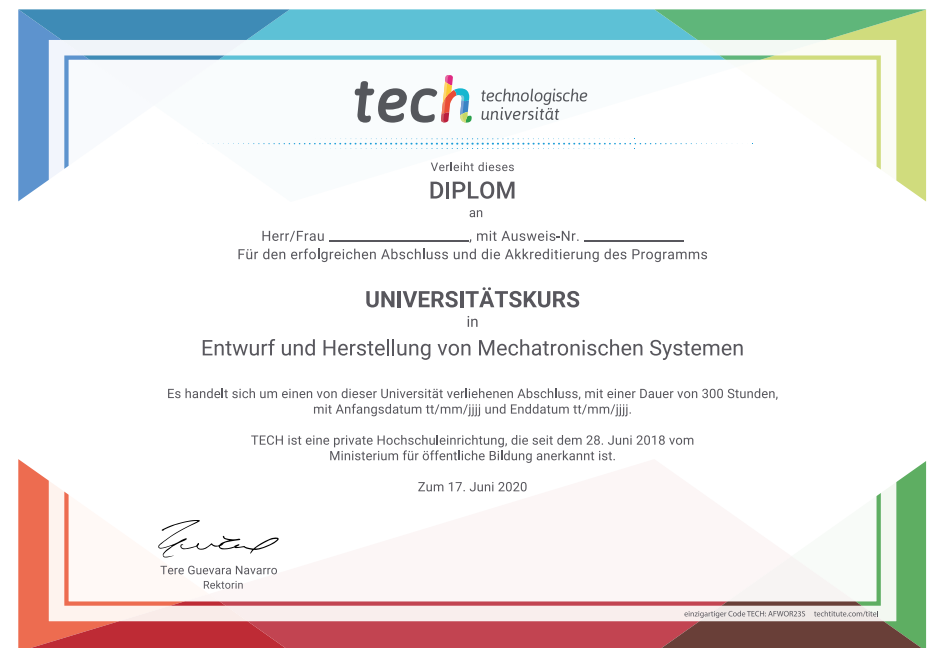 tech technologische
universität
Verleiht dieses
DIPLOM
an
Herr/Frau ____________________, mit Ausweis-Nr. ______________
Für den erfolgreichen Abschluss und die Akkreditierung des Programms
UNIVERSITÄTSKURS
in
Entwurf und Herstellung von Mechatronischen Systemen
Es handelt sich um einen von dieser Universität verliehenen Abschluss, mit einer Dauer von 300 Stunden,
mit Anfangsdatum tt/mm/jjjj und Enddatum tt/mm/jjjj.
TECH ist eine private Hochschuleinrichtung, die seit dem 28. Juni 2018 vom
Ministerium für öffentliche Bildung anerkannt ist.
Zum 17. Juni 2020
Tere Guevara Navarro
Rektorin
einzigartiger Code TECH: AFWOR23S techtitute.com/titel